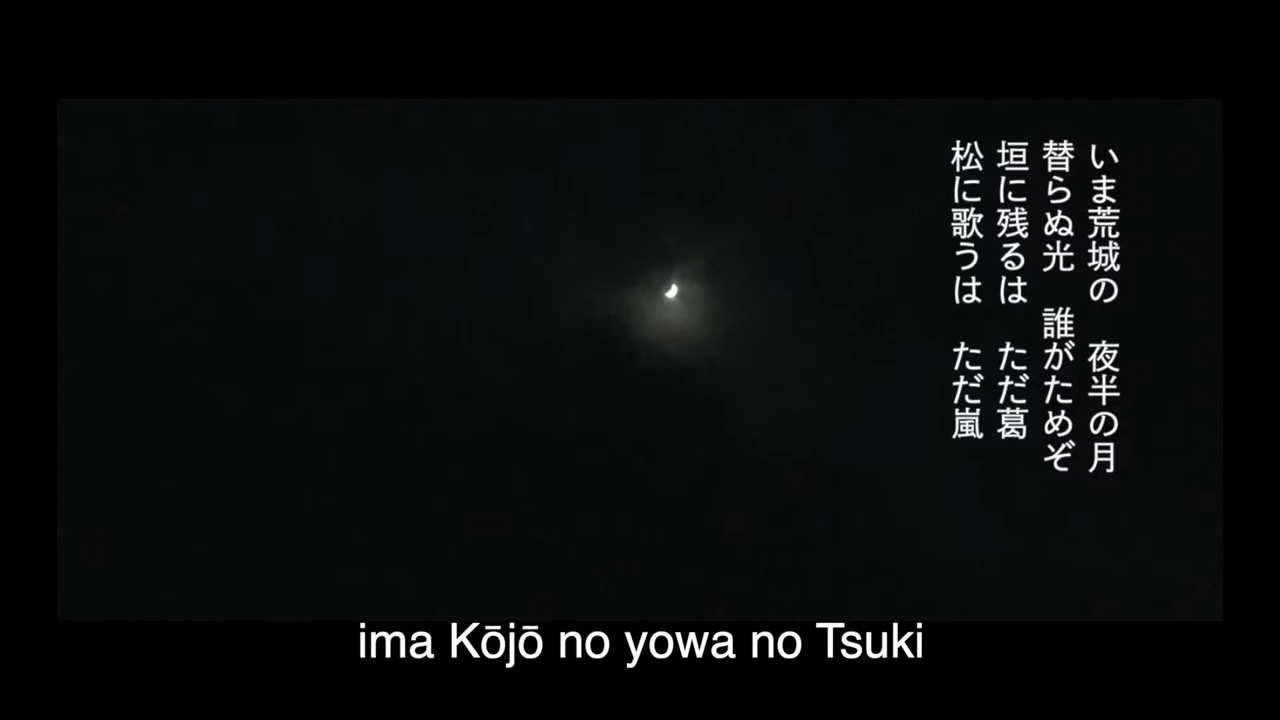 いま荒城の　夜半の月
替らぬ光　誰がためぞ
垣に残るは　ただ葛
松に歌うは　ただ嵐
ima Kōjō no yowa no Tsuki